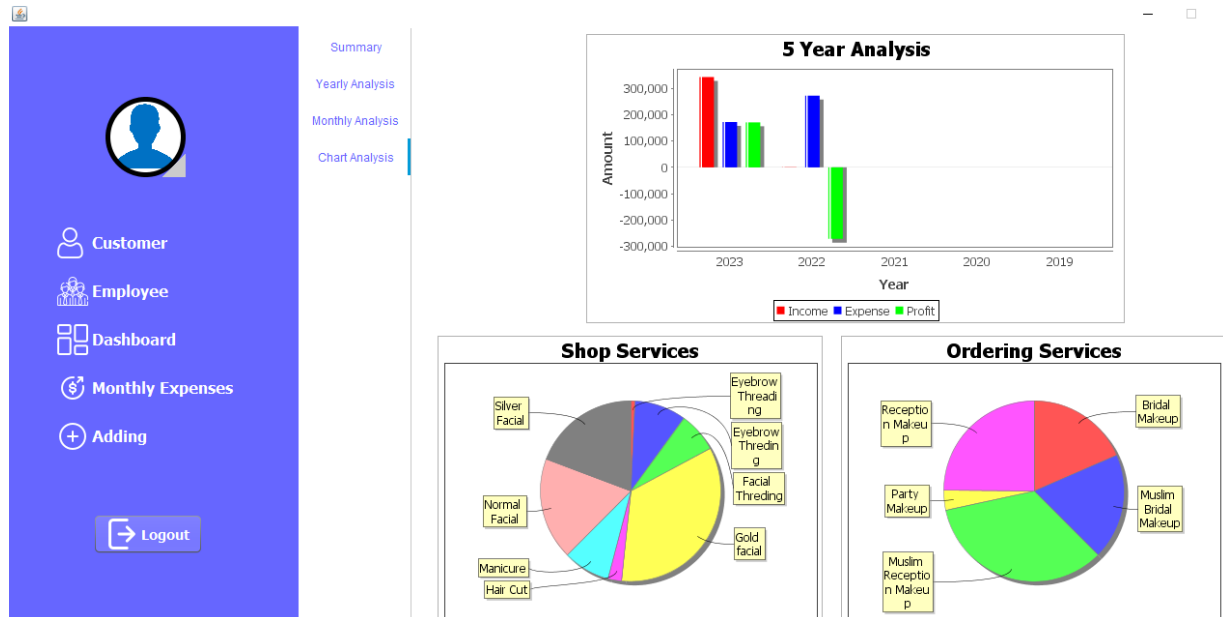 Customer
Employee
Dashboard
Monthly Expenses
Adding
Logout
Summary
Yearly Analysis
Monthly Analysis
Chart Analysis
5 Year Analysis
Amount
300,000
200,000
100,000
0
-100,000
-200,000
-300,000
2023 2022 2021 2020 2019
Year
Income Expense Profit
Shop Services
Eyebrow
Threadi
ng
Eyebrow
Thredin
g
Facial
Threding
Gold
facial
Hair Cut
Manicure
Normal
Facial
Silver
Facial
Ordering Services
Bridal
Makeup
Muslim
Bridal
Makeup
Muslim
Receptio
n Makeu
p
Party
Makeup
Receptio
n Makeu
p